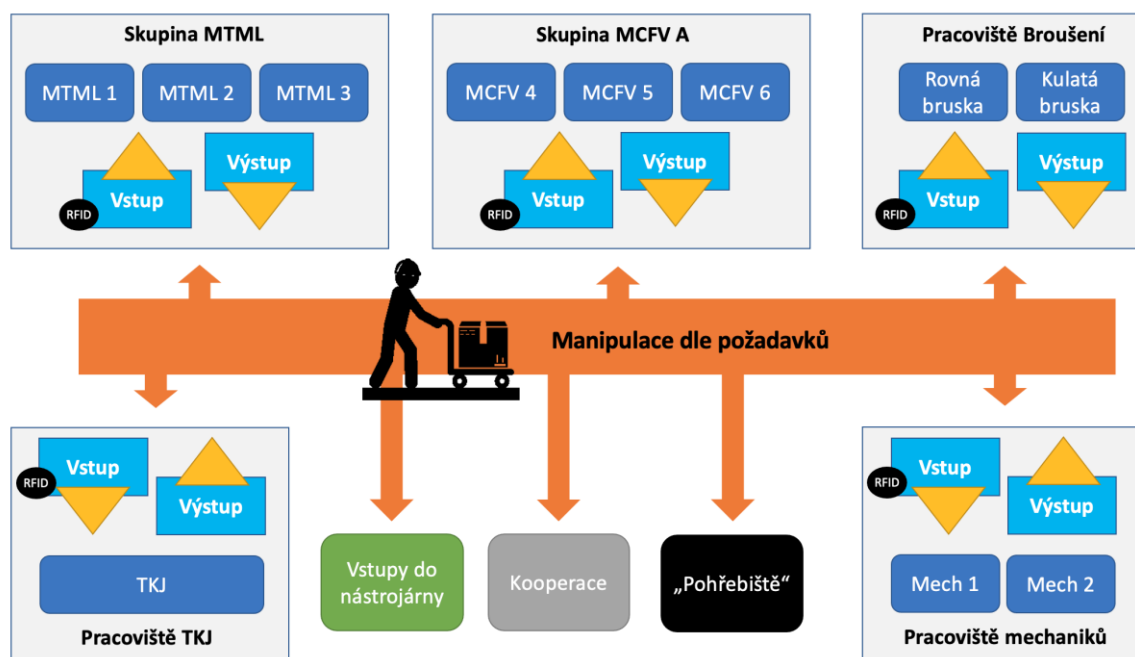 Skupina MTML
MTML 1
MTML 2
MTML 3
Výstup
Vstup
RFID
Skupina MCFV A
MCFV 4
MCFV 5
MCFV 6
Výstup
Vstup
RFID
Pracoviště Broušení
Rovná
bruska
Kulatá
bruska
Výstup
Vstup
RFID
Manipulace dle požadavků
Vstup
RFID
Výstup
TKJ
Pracoviště TKJ
Vstupy do
nástrojárny
Kooperace
„Pohřebiště“
Vstup
RFID
Výstup
Mech 1
Mech 2
Pracoviště mechaniků